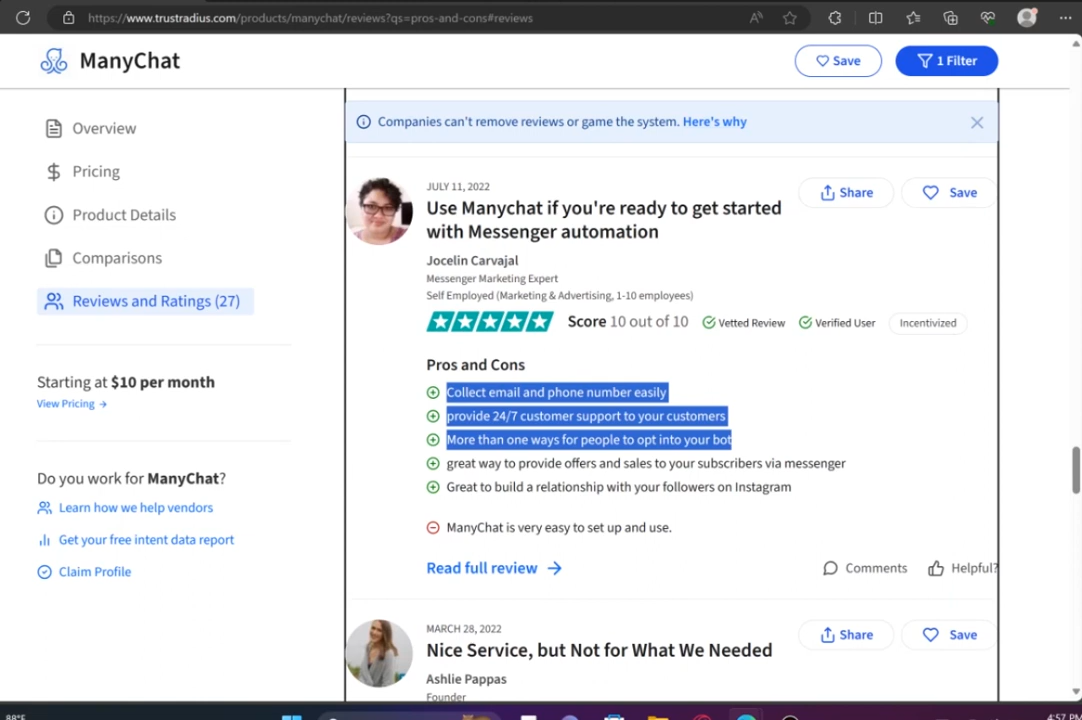 https://www.trustradius.com/products/manychat/reviews?qs=pros-and-cons#reviews
ManyChat
Save
1 Filter
Overview
Pricing
Product Details
Comparisons
Reviews and Ratings (27)
Starting at $10 per month
View Pricing →
Do you work for ManyChat?
Learn how we help vendors
Get your free intent data report
Claim Profile
Companies can't remove reviews or game the system. Here's why
JULY 11, 2022
Share
Save
Use Manychat if you're ready to get started
with Messenger automation
Jocelin Carvajal
Messenger Marketing Expert
Self Employed (Marketing & Advertising, 1-10 employees)
Score 10 out of 10
Vetted Review
Verified User
Incentivized
Pros and Cons
Collect email and phone number easily
provide 24/7 customer support to your customers
More than one ways for people to opt into your bot
great way to provide offers and sales to your subscribers via messenger
Great to build a relationship with your followers on Instagram
ManyChat is very easy to set up and use.
Read full review →
Comments
Helpful?
MARCH 28, 2022
Share
Save
Nice Service, but Not for What We Needed
Ashlie Pappas
Founder
88°F
4:57 PM